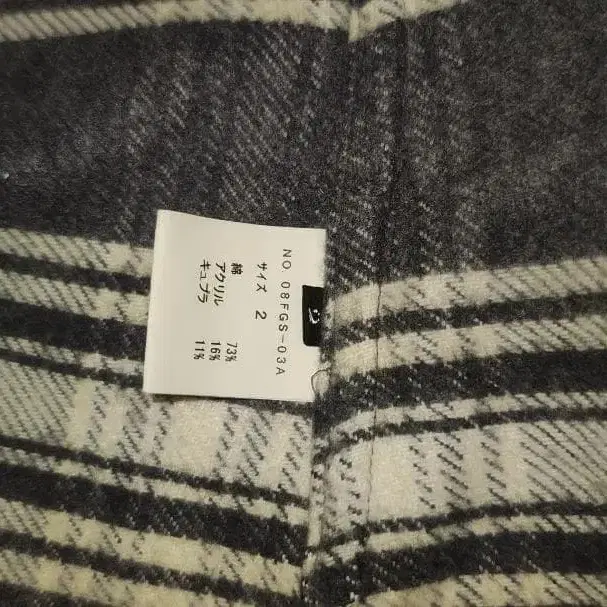 NO. 08FGS-03A
サイズ 2
綿 73%
アクリル 16%
キュプラ 11%